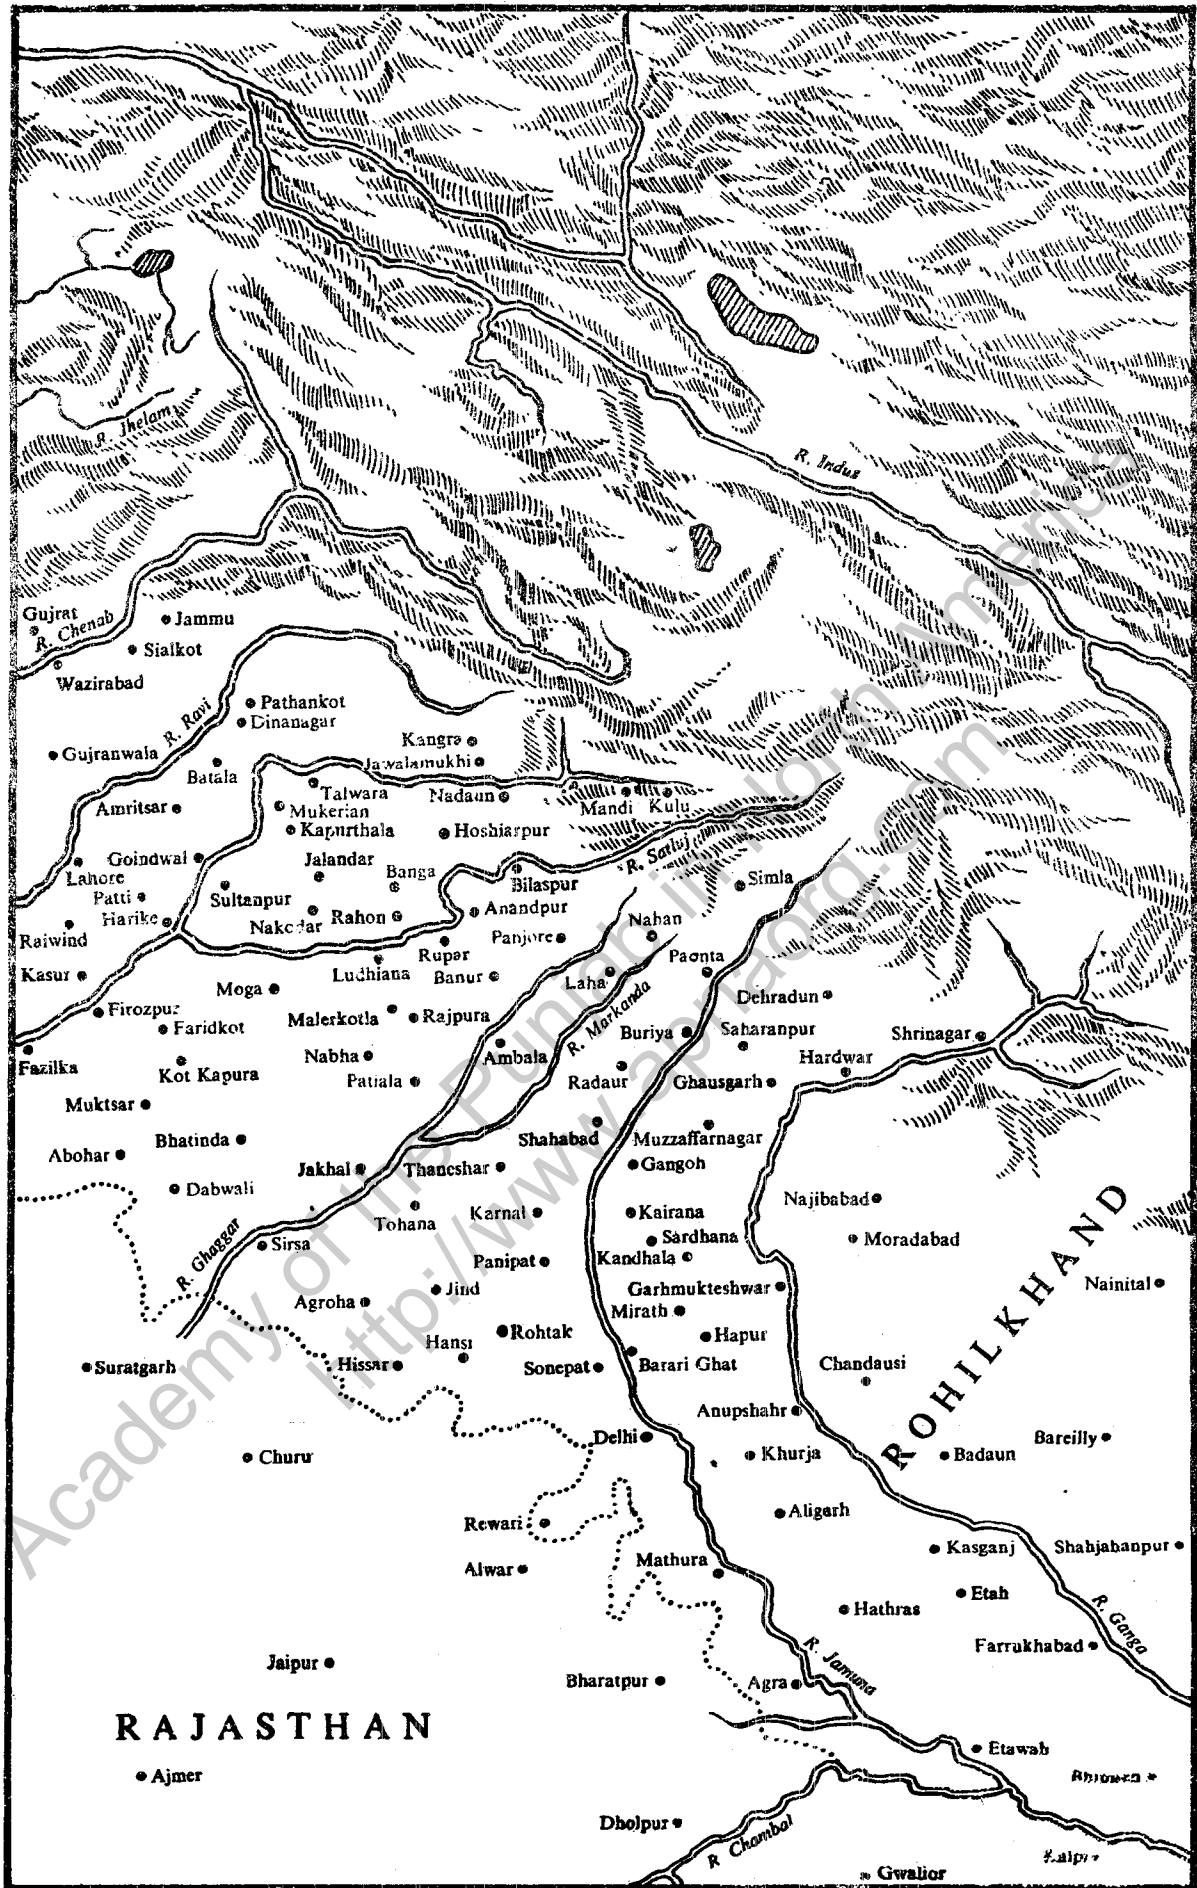 R. Indus
R. Jhelam
Gujrat
R. Chenab
Jammu
Sialkot
Wazirabad
R. Ravi
Pathankot
Dinanagar
Gujranwala
Kangra
Batala
Jawalamukhi
Talwara
Nadaun
Mandi
Kulu
Amritsar
Mukerian
Kapurthala
Hoshiarpur
Goindwal
Jalandar
Banga
R. Satluj
Lahore
Bilaspur
Simla
Patti
Sultanpur
Harike
Nakodar
Rahon
Anandpur
Nahan
Raiwind
Panjore
Rupar
Paonta
Kasur
Ludhiana
Banur
Laha
Moga
Dehradun
Firozpur
Malerkotla
Rajpura
R. Markanda
Faridkot
Buriya
Saharanpur
Shrinagar
Fazilka
Nabha
Ambala
Hardwar
Kot Kapura
Patiala
Radaur
Ghausgarh
Muktsar
Bhatinda
Shahabad
Muzzaffarnagar
Abohar
Jakhal
Thaneshar
Gangoh
Dabwali
Najibabad
Tohana
Karnal
Kairana
R. Ghaggar
Sirsa
Sardhana
Moradabad
Panipat
Kandhala
Jind
Garhmukteshwar
Nainital
Agroha
Mirath
Rohtak
Hapur
Hansi
ROHILKHAND
Suratgarh
Hissar
Sonepat
Barari Ghat
Chandausi
Anupshahr
Delhi
Bareilly
Churu
Khurja
Badaun
Aligarh
Rewari
Kasganj
Shahjahanpur
Alwar
Mathura
Etah
Hathras
R. Ganga
Farrukhabad
Jaipur
R. Jamuna
Bharatpur
Agra
RAJASTHAN
Etawah
Ajmer
Dholpur
R Chambal
Gwalior
Academy of the Punjab in North America
http://www.apnaorg.com